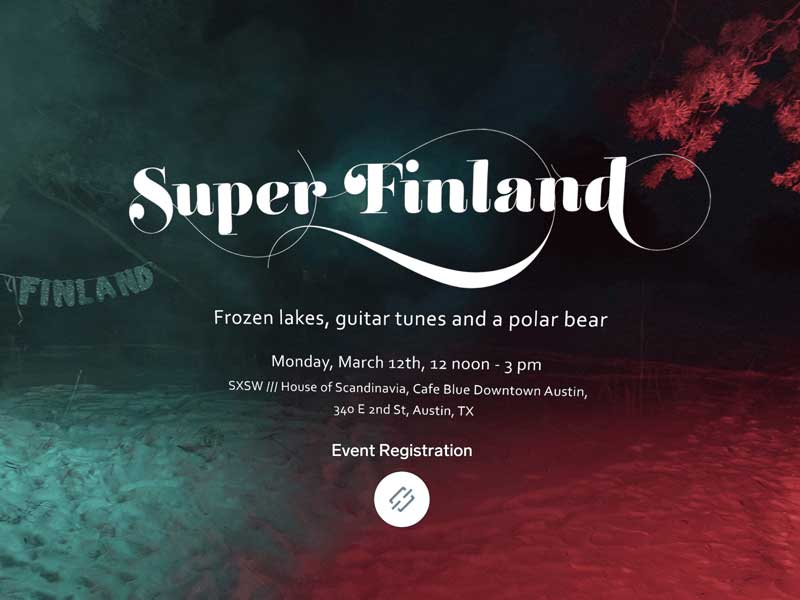 Super Finland
FINLAND
Frozen lakes, guitar tunes and a polar bear
Monday, March 12th, 12 noon - 3 pm
SXSW /// House of Scandinavia, Cafe Blue Downtown Austin,
340 E 2nd St, Austin, TX
Event Registration